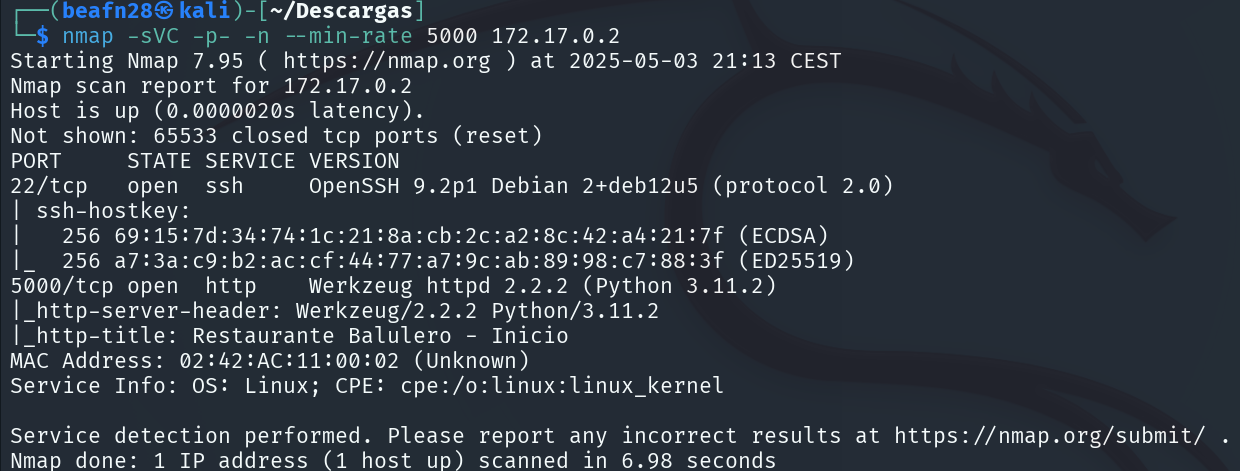 ┌──(beafn28㉿kali)-[~/Descargas]
└─$ nmap -sVC -p- -n --min-rate 5000 172.17.0.2
Starting Nmap 7.95 ( https://nmap.org ) at 2025-05-03 21:13 CEST
Nmap scan report for 172.17.0.2
Host is up (0.0000020s latency).
Not shown: 65533 closed tcp ports (reset)
PORT     STATE SERVICE VERSION
22/tcp   open  ssh     OpenSSH 9.2p1 Debian 2+deb12u5 (protocol 2.0)
| ssh-hostkey:
|   256 69:15:7d:34:74:1c:21:8a:cb:2c:a2:8c:42:a4:21:7f (ECDSA)
|_  256 a7:3a:c9:b2:ac:cf:44:77:a7:9c:ab:89:98:c7:88:3f (ED25519)
5000/tcp open  http    Werkzeug httpd 2.2.2 (Python 3.11.2)
|_http-server-header: Werkzeug/2.2.2 Python/3.11.2
|_http-title: Restaurante Balulero - Inicio
MAC Address: 02:42:AC:11:00:02 (Unknown)
Service Info: OS: Linux; CPE: cpe:/o:linux:linux_kernel

Service detection performed. Please report any incorrect results at https://nmap.org/submit/ .
Nmap done: 1 IP address (1 host up) scanned in 6.98 seconds